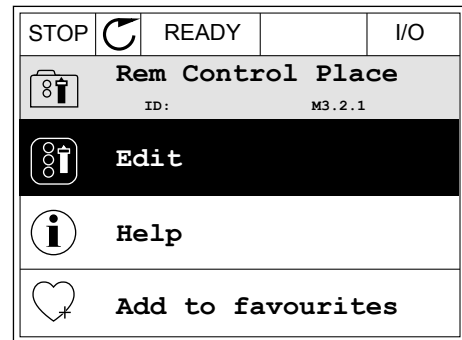 STOP READY I/O
Rem Control Place
ID: M3.2.1
Edit
Help
Add to favourites